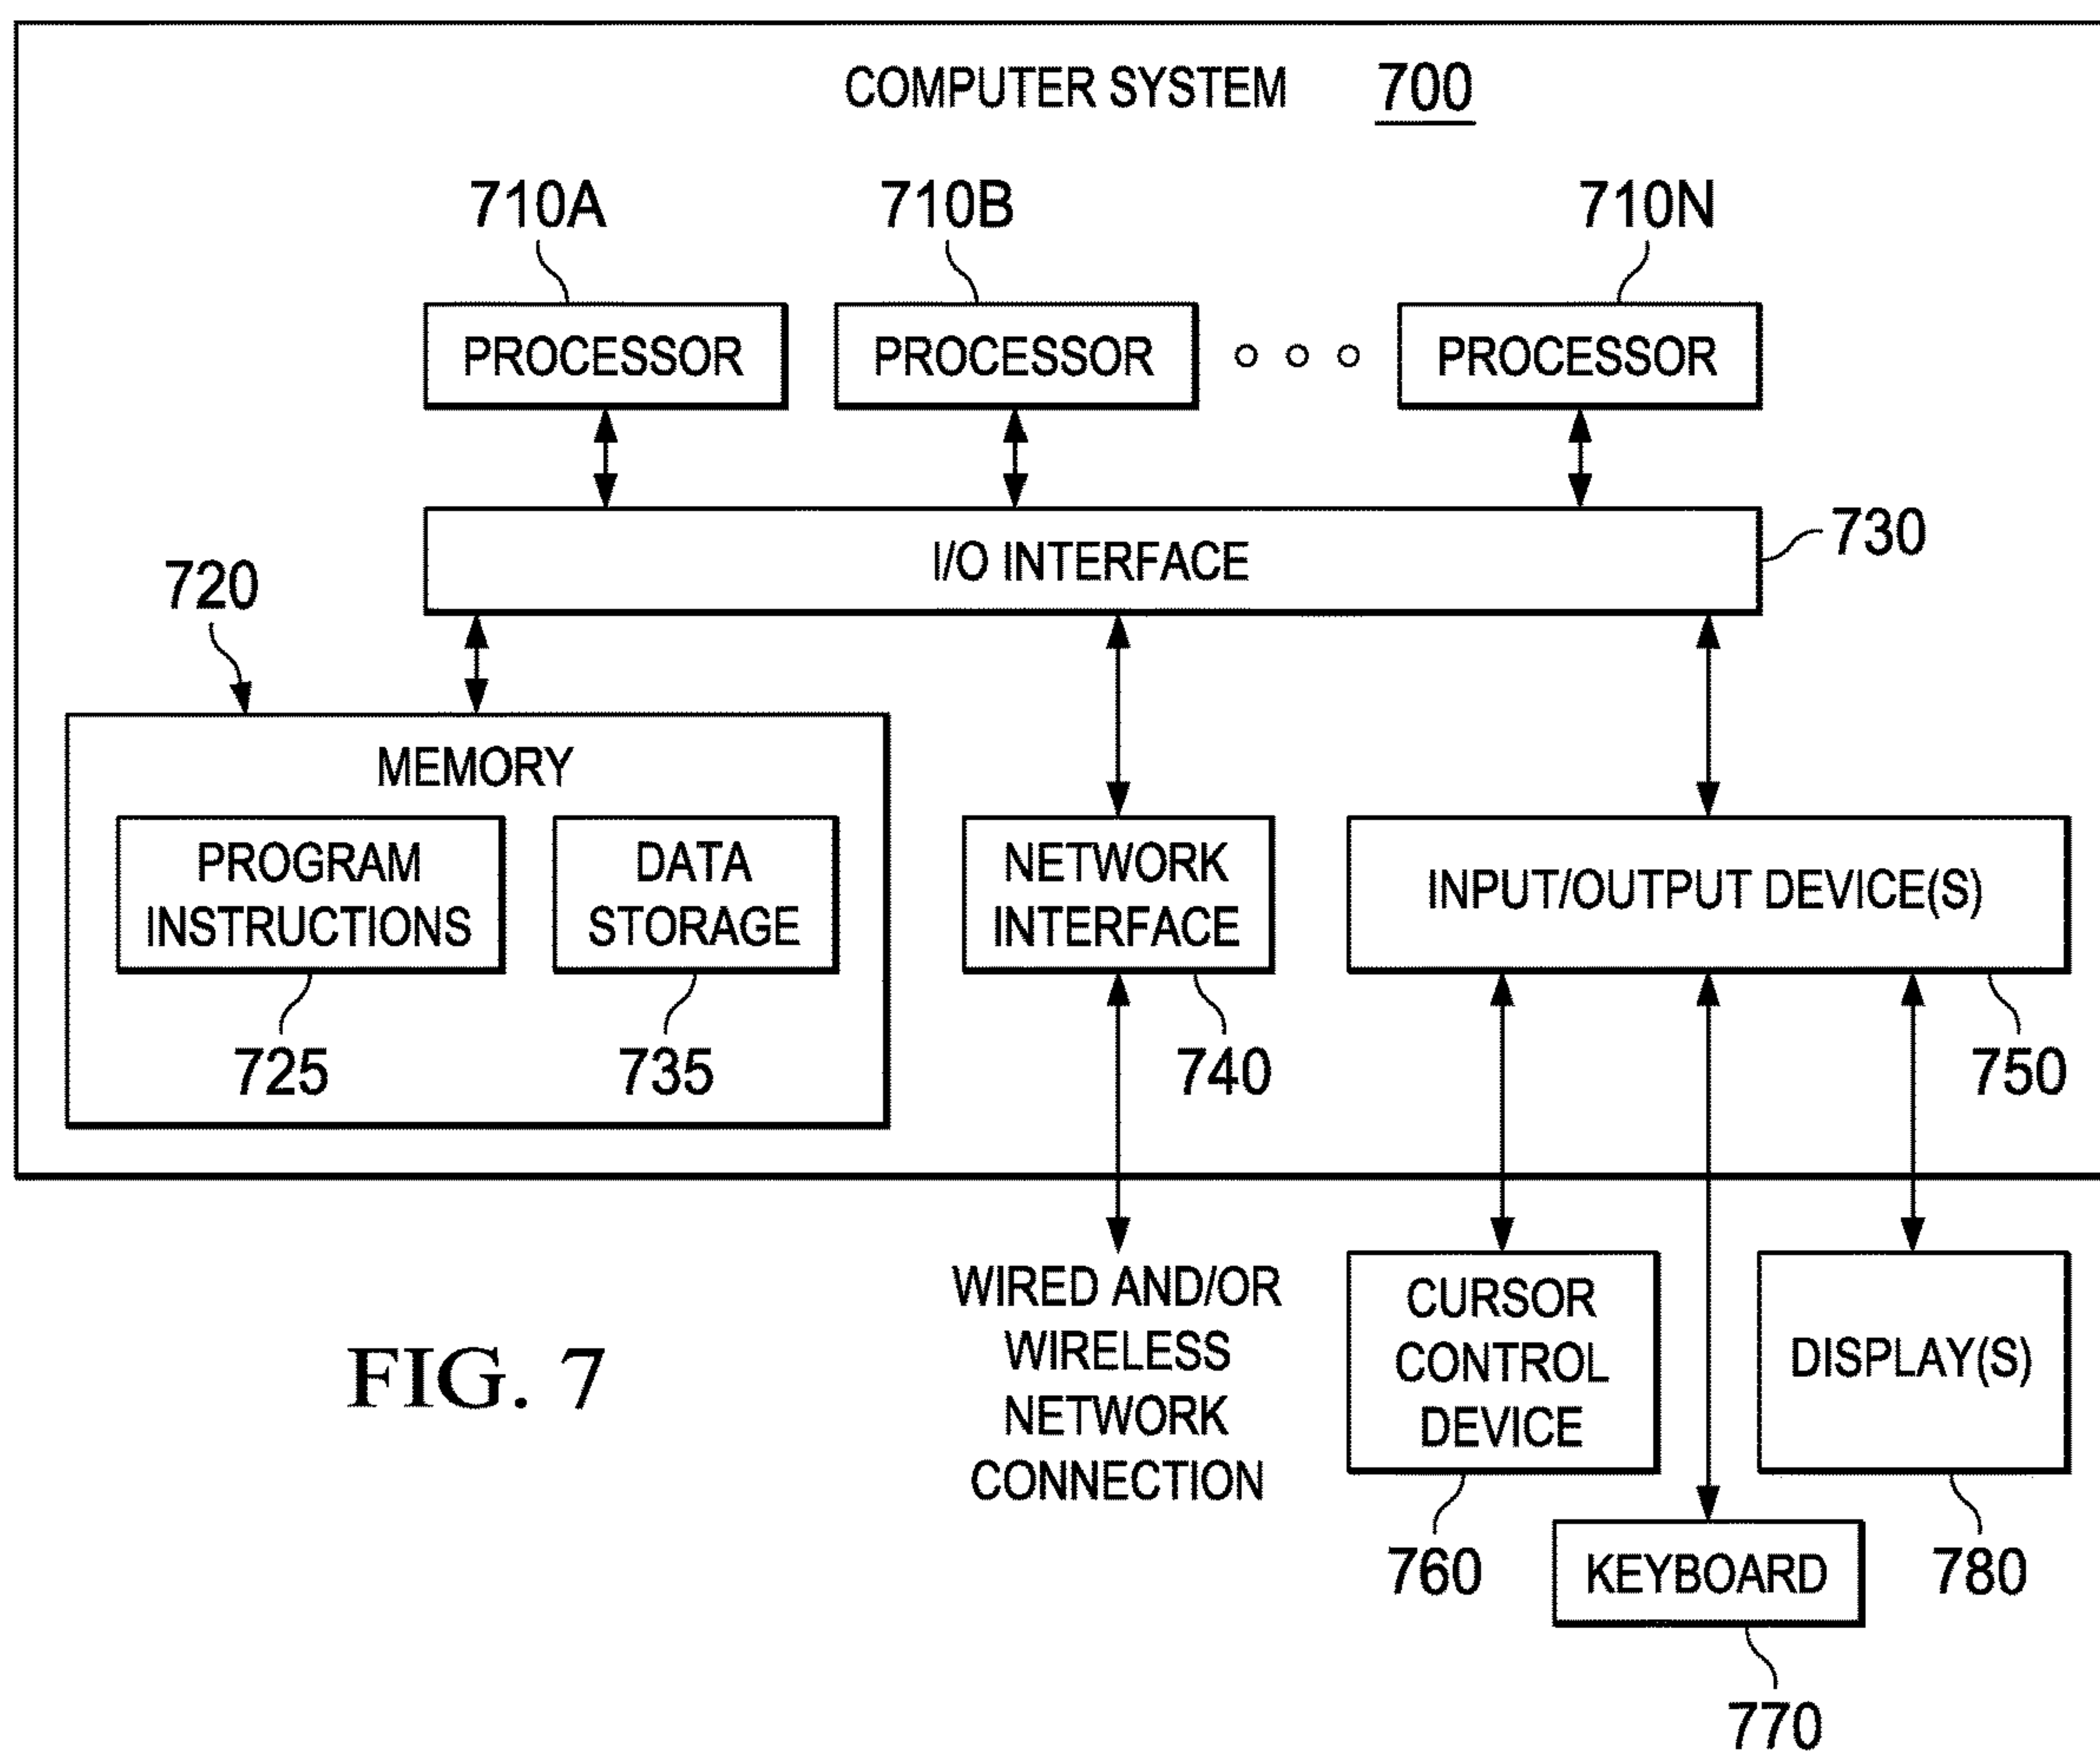 COMPUTER SYSTEM 700
710A 710B 710N
PROCESSOR PROCESSOR PROCESSOR
730
I/O INTERFACE
720
MEMORY
PROGRAM
INSTRUCTIONS
DATA
STORAGE
NETWORK
INTERFACE
INPUT/OUTPUT DEVICE(S)
725 735 740 750
WIRED AND/OR
WIRELESS
NETWORK
CONNECTION
CURSOR
CONTROL
DEVICE
DISPLAY(S)
FIG. 7
760
KEYBOARD
780
770